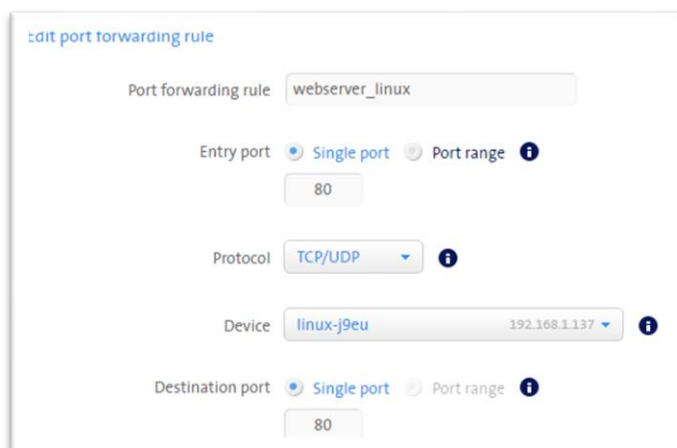 Edit port forwarding rule
Port forwarding rule webserver_linux
Entry port Single port Port range
80
Protocol TCP/UDP
Device linux-j9eu 192.168.1.137
Destination port Single port Port range
80